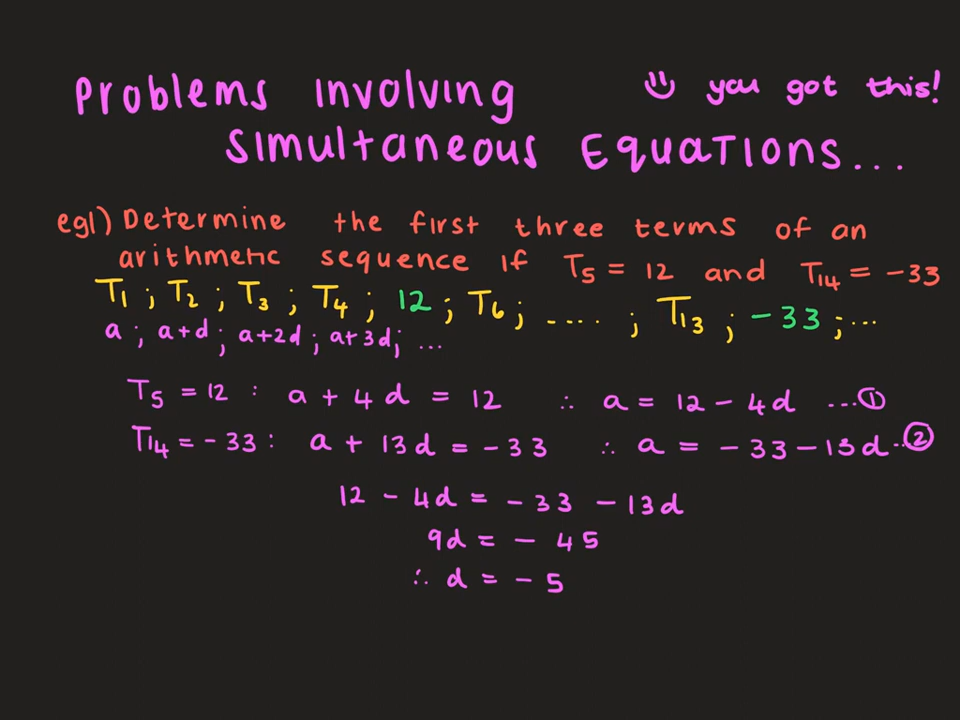 Problems Involving
you got this!
Simultaneous Equations...
eg1) Determine the first three terms of an
arithmetic sequence if T₅ = 12 and T₁₄ = -33
T₁ ; T₂ ; T₃ ; T₄ ; 12 ; T₆ ; .... ; T₁₃ ; -33 ; ...
a ; a+d ; a+2d ; a+3d ; ...
T₅ = 12 : a + 4d = 12 ∴ a = 12 - 4d ...①
T₁₄ = -33 : a + 13d = -33 ∴ a = -33 - 13d ..②
12 - 4d = -33 - 13d
9d = -45
∴ d = -5